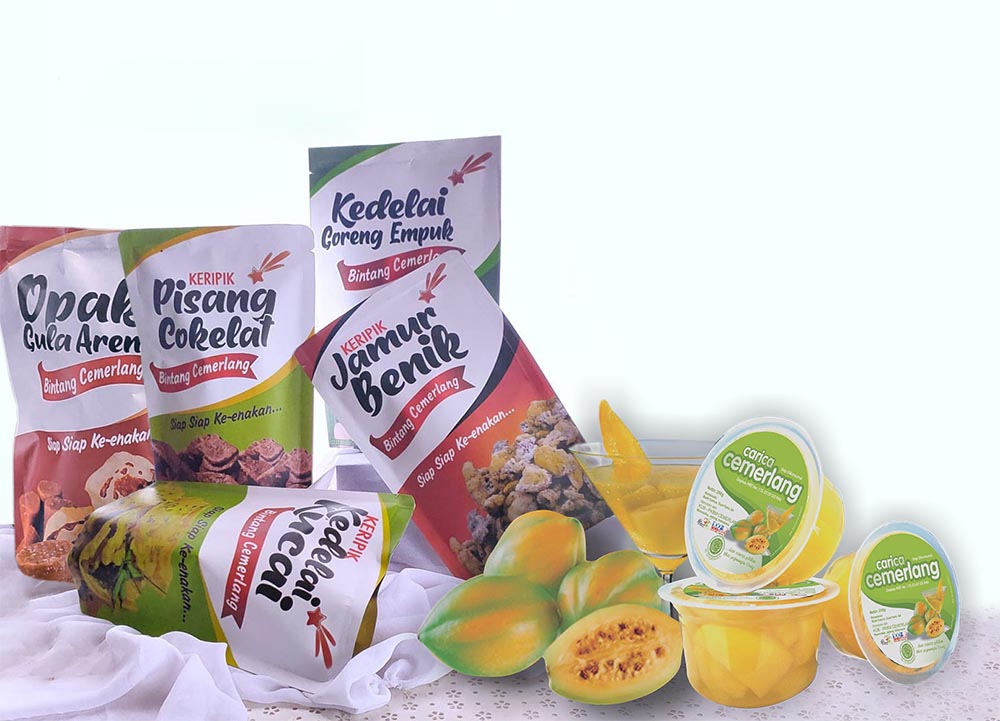 Kedelai
Goreng Empuk
Bintang Cemerl
Opak
Gula Aren
Bintang Cemerlang
Siap Siap Ke-enakan
KERIPIK
Pisang
Cokelat
Bintang Cemerlang
Siap Siap Ke-enakan...
KERIPIK
Jamur
Benik
Bintang Cemerlang
Siap Siap Ke-enakan...
KERIPIK
Kedelai
Kucai
Bintang Cemerlang
Siap Siap Ke-enakan...
carica
cemerlang
carica
cemerlang